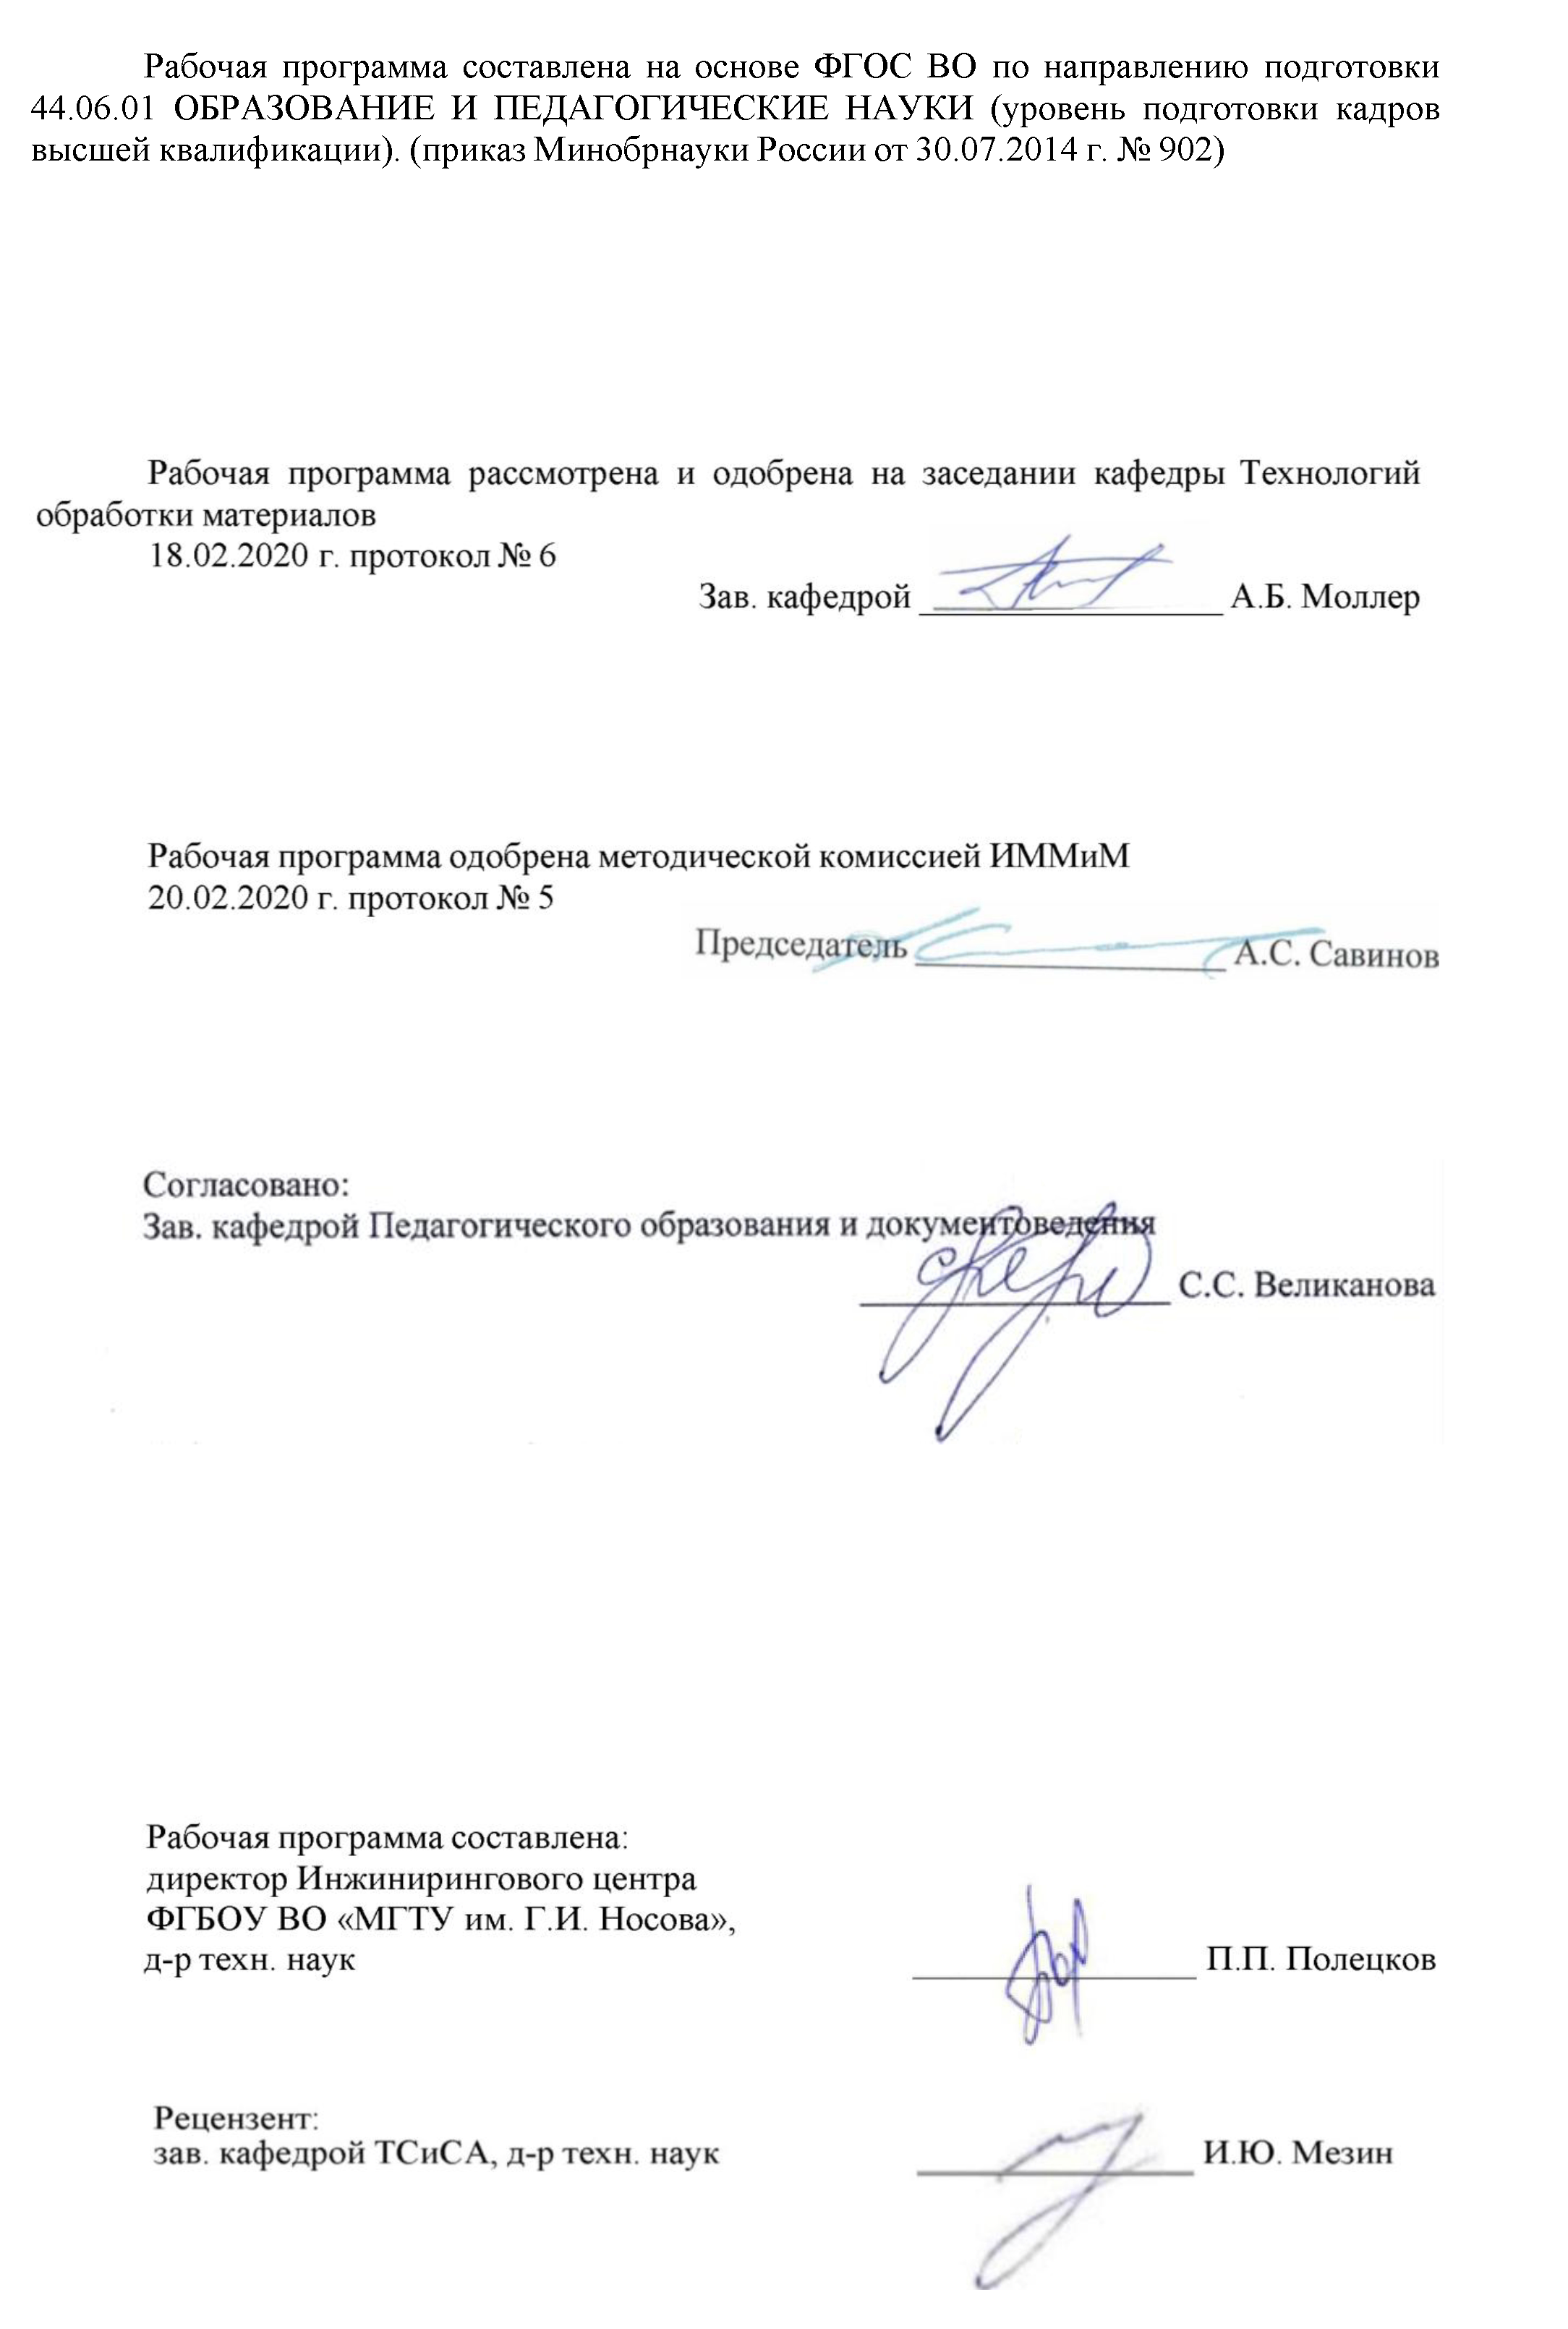 Рабочая программа составлена на основе ФГОС ВО по направлению подготовки
44.06.01 ОБРАЗОВАНИЕ И ПЕДАГОГИЧЕСКИЕ НАУКИ (уровень подготовки кадров
высшей квалификации). (приказ Минобрнауки России от 30.07.2014 г. № 902)
Рабочая программа рассмотрена и одобрена на заседании кафедры Технологий
обработки материалов
18.02.2020 г. протокол № 6
Зав. кафедрой А.Б. Моллер
Рабочая программа одобрена методической комиссией ИММиМ
20.02.2020 г. протокол № 5
Председатель А.С. Савинов
Согласовано:
Зав. кафедрой Педагогического образования и документоведения
С.С. Великанова
Рабочая программа составлена:
директор Инжинирингового центра
ФГБОУ ВО «МГТУ им. Г.И. Носова»,
д-р техн. наук П.П. Полецков
Рецензент:
зав. кафедрой ТСиСА, д-р техн. наук И.Ю. Мезин